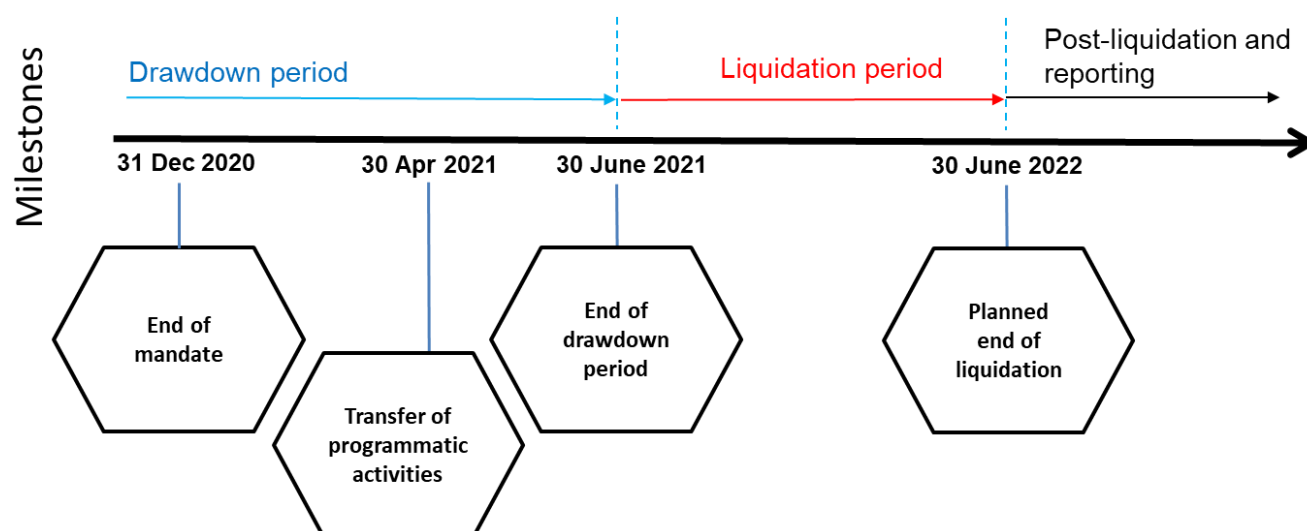 Milestones
Drawdown period
Liquidation period
Post-liquidation and
reporting
31 Dec 2020
30 Apr 2021
30 June 2021
30 June 2022
End of
mandate
Transfer of
programmatic
activities
End of
drawdown
period
Planned
end of
liquidation